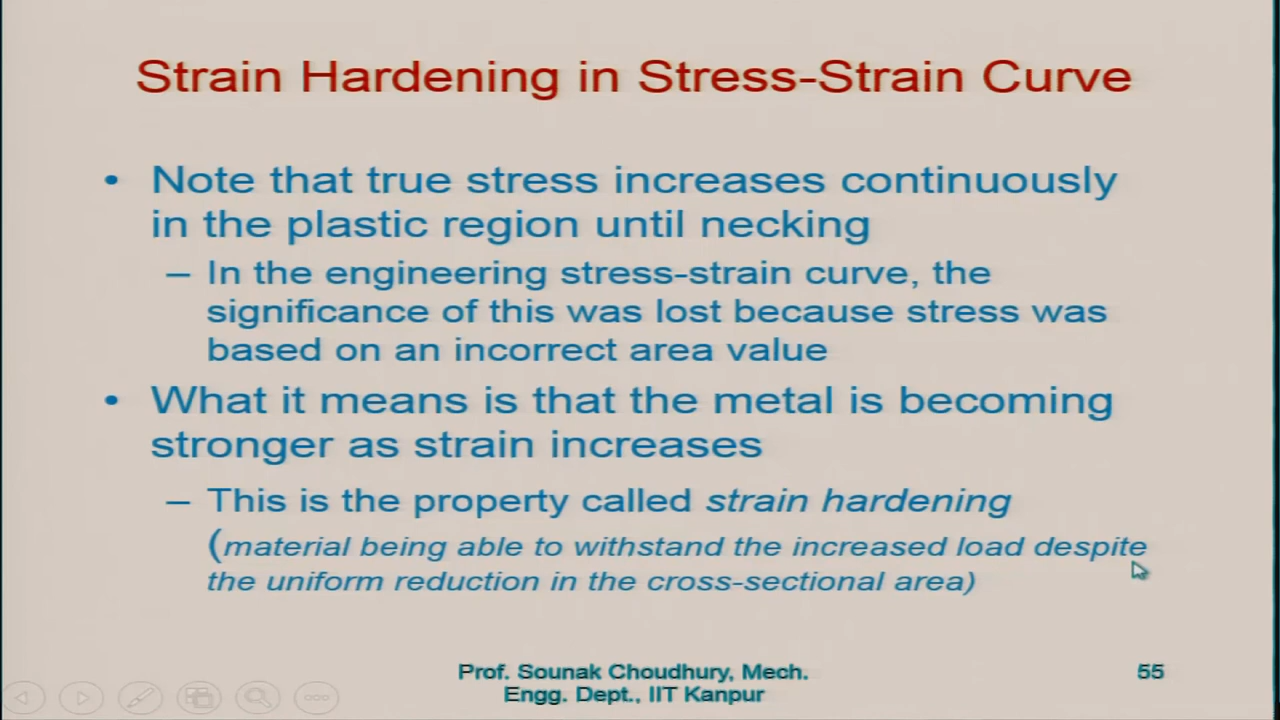 Strain Hardening in Stress-Strain Curve
• Note that true stress increases continuously
in the plastic region until necking
– In the engineering stress-strain curve, the
significance of this was lost because stress was
based on an incorrect area value
• What it means is that the metal is becoming
stronger as strain increases
– This is the property called strain hardening
(material being able to withstand the increased load despite
the uniform reduction in the cross-sectional area)
Prof. Sounak Choudhury, Mech.
Engg. Dept., IIT Kanpur
55